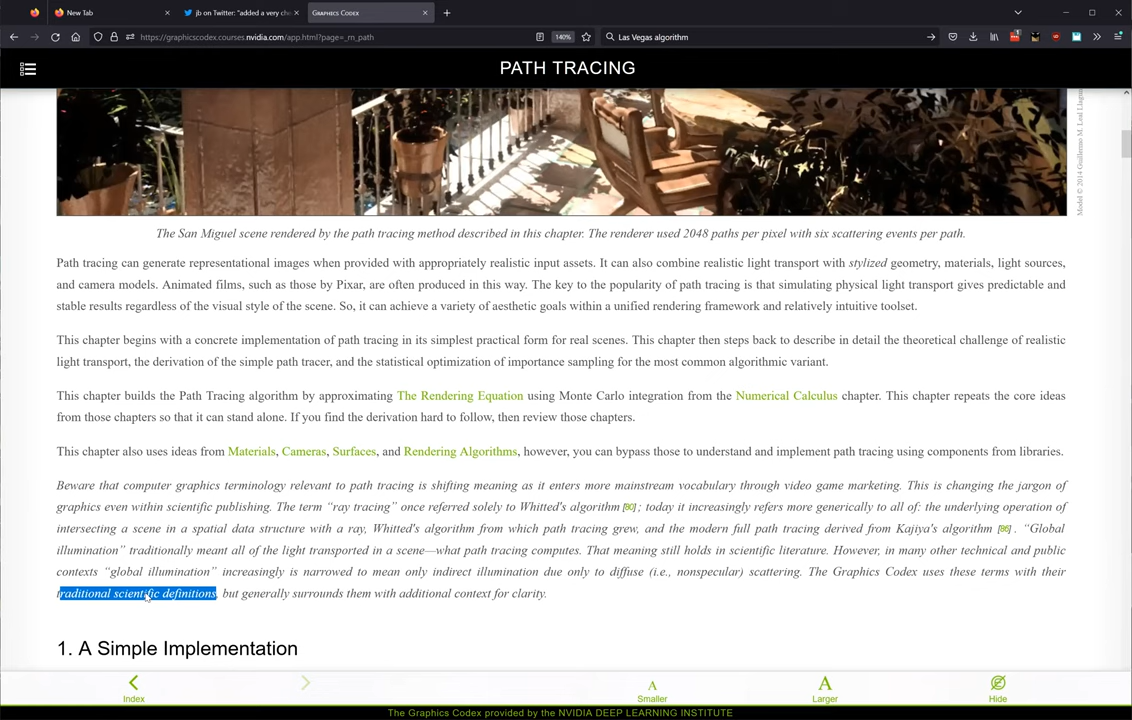 New Tab
jb on Twitter: "added a very che
Graphics Codex
https://graphicscodex.courses.nvidia.com/app.html?page=_rn_path
140%
Las Vegas algorithm
PATH TRACING
Model © 2014 Guillermo M. Leal Llaguno
The San Miguel scene rendered by the path tracing method described in this chapter. The renderer used 2048 paths per pixel with six scattering events per path.
Path tracing can generate representational images when provided with appropriately realistic input assets. It can also combine realistic light transport with stylized geometry, materials, light sources,
and camera models. Animated films, such as those by Pixar, are often produced in this way. The key to the popularity of path tracing is that simulating physical light transport gives predictable and
stable results regardless of the visual style of the scene. So, it can achieve a variety of aesthetic goals within a unified rendering framework and relatively intuitive toolset.
This chapter begins with a concrete implementation of path tracing in its simplest practical form for real scenes. This chapter then steps back to describe in detail the theoretical challenge of realistic
light transport, the derivation of the simple path tracer, and the statistical optimization of importance sampling for the most common algorithmic variant.
This chapter builds the Path Tracing algorithm by approximating The Rendering Equation using Monte Carlo integration from the Numerical Calculus chapter. This chapter repeats the core ideas
from those chapters so that it can stand alone. If you find the derivation hard to follow, then review those chapters.
This chapter also uses ideas from Materials, Cameras, Surfaces, and Rendering Algorithms, however, you can bypass those to understand and implement path tracing using components from libraries.
Beware that computer graphics terminology relevant to path tracing is shifting meaning as it enters more mainstream vocabulary through video game marketing. This is changing the jargon of
graphics even within scientific publishing. The term “ray tracing” once referred solely to Whitted's algorithm [80]; today it increasingly refers more generally to all of: the underlying operation of
intersecting a scene in a spatial data structure with a ray, Whitted's algorithm from which path tracing grew, and the modern full path tracing derived from Kajiya's algorithm [86]. “Global
illumination” traditionally meant all of the light transported in a scene—what path tracing computes. That meaning still holds in scientific literature. However, in many other technical and public
contexts “global illumination” increasingly is narrowed to mean only indirect illumination due only to diffuse (i.e., nonspecular) scattering. The Graphics Codex uses these terms with their
traditional scientific definitions, but generally surrounds them with additional context for clarity.
1. A Simple Implementation
Index
A
Smaller
A
Larger
Hide
The Graphics Codex provided by the NVIDIA DEEP LEARNING INSTITUTE